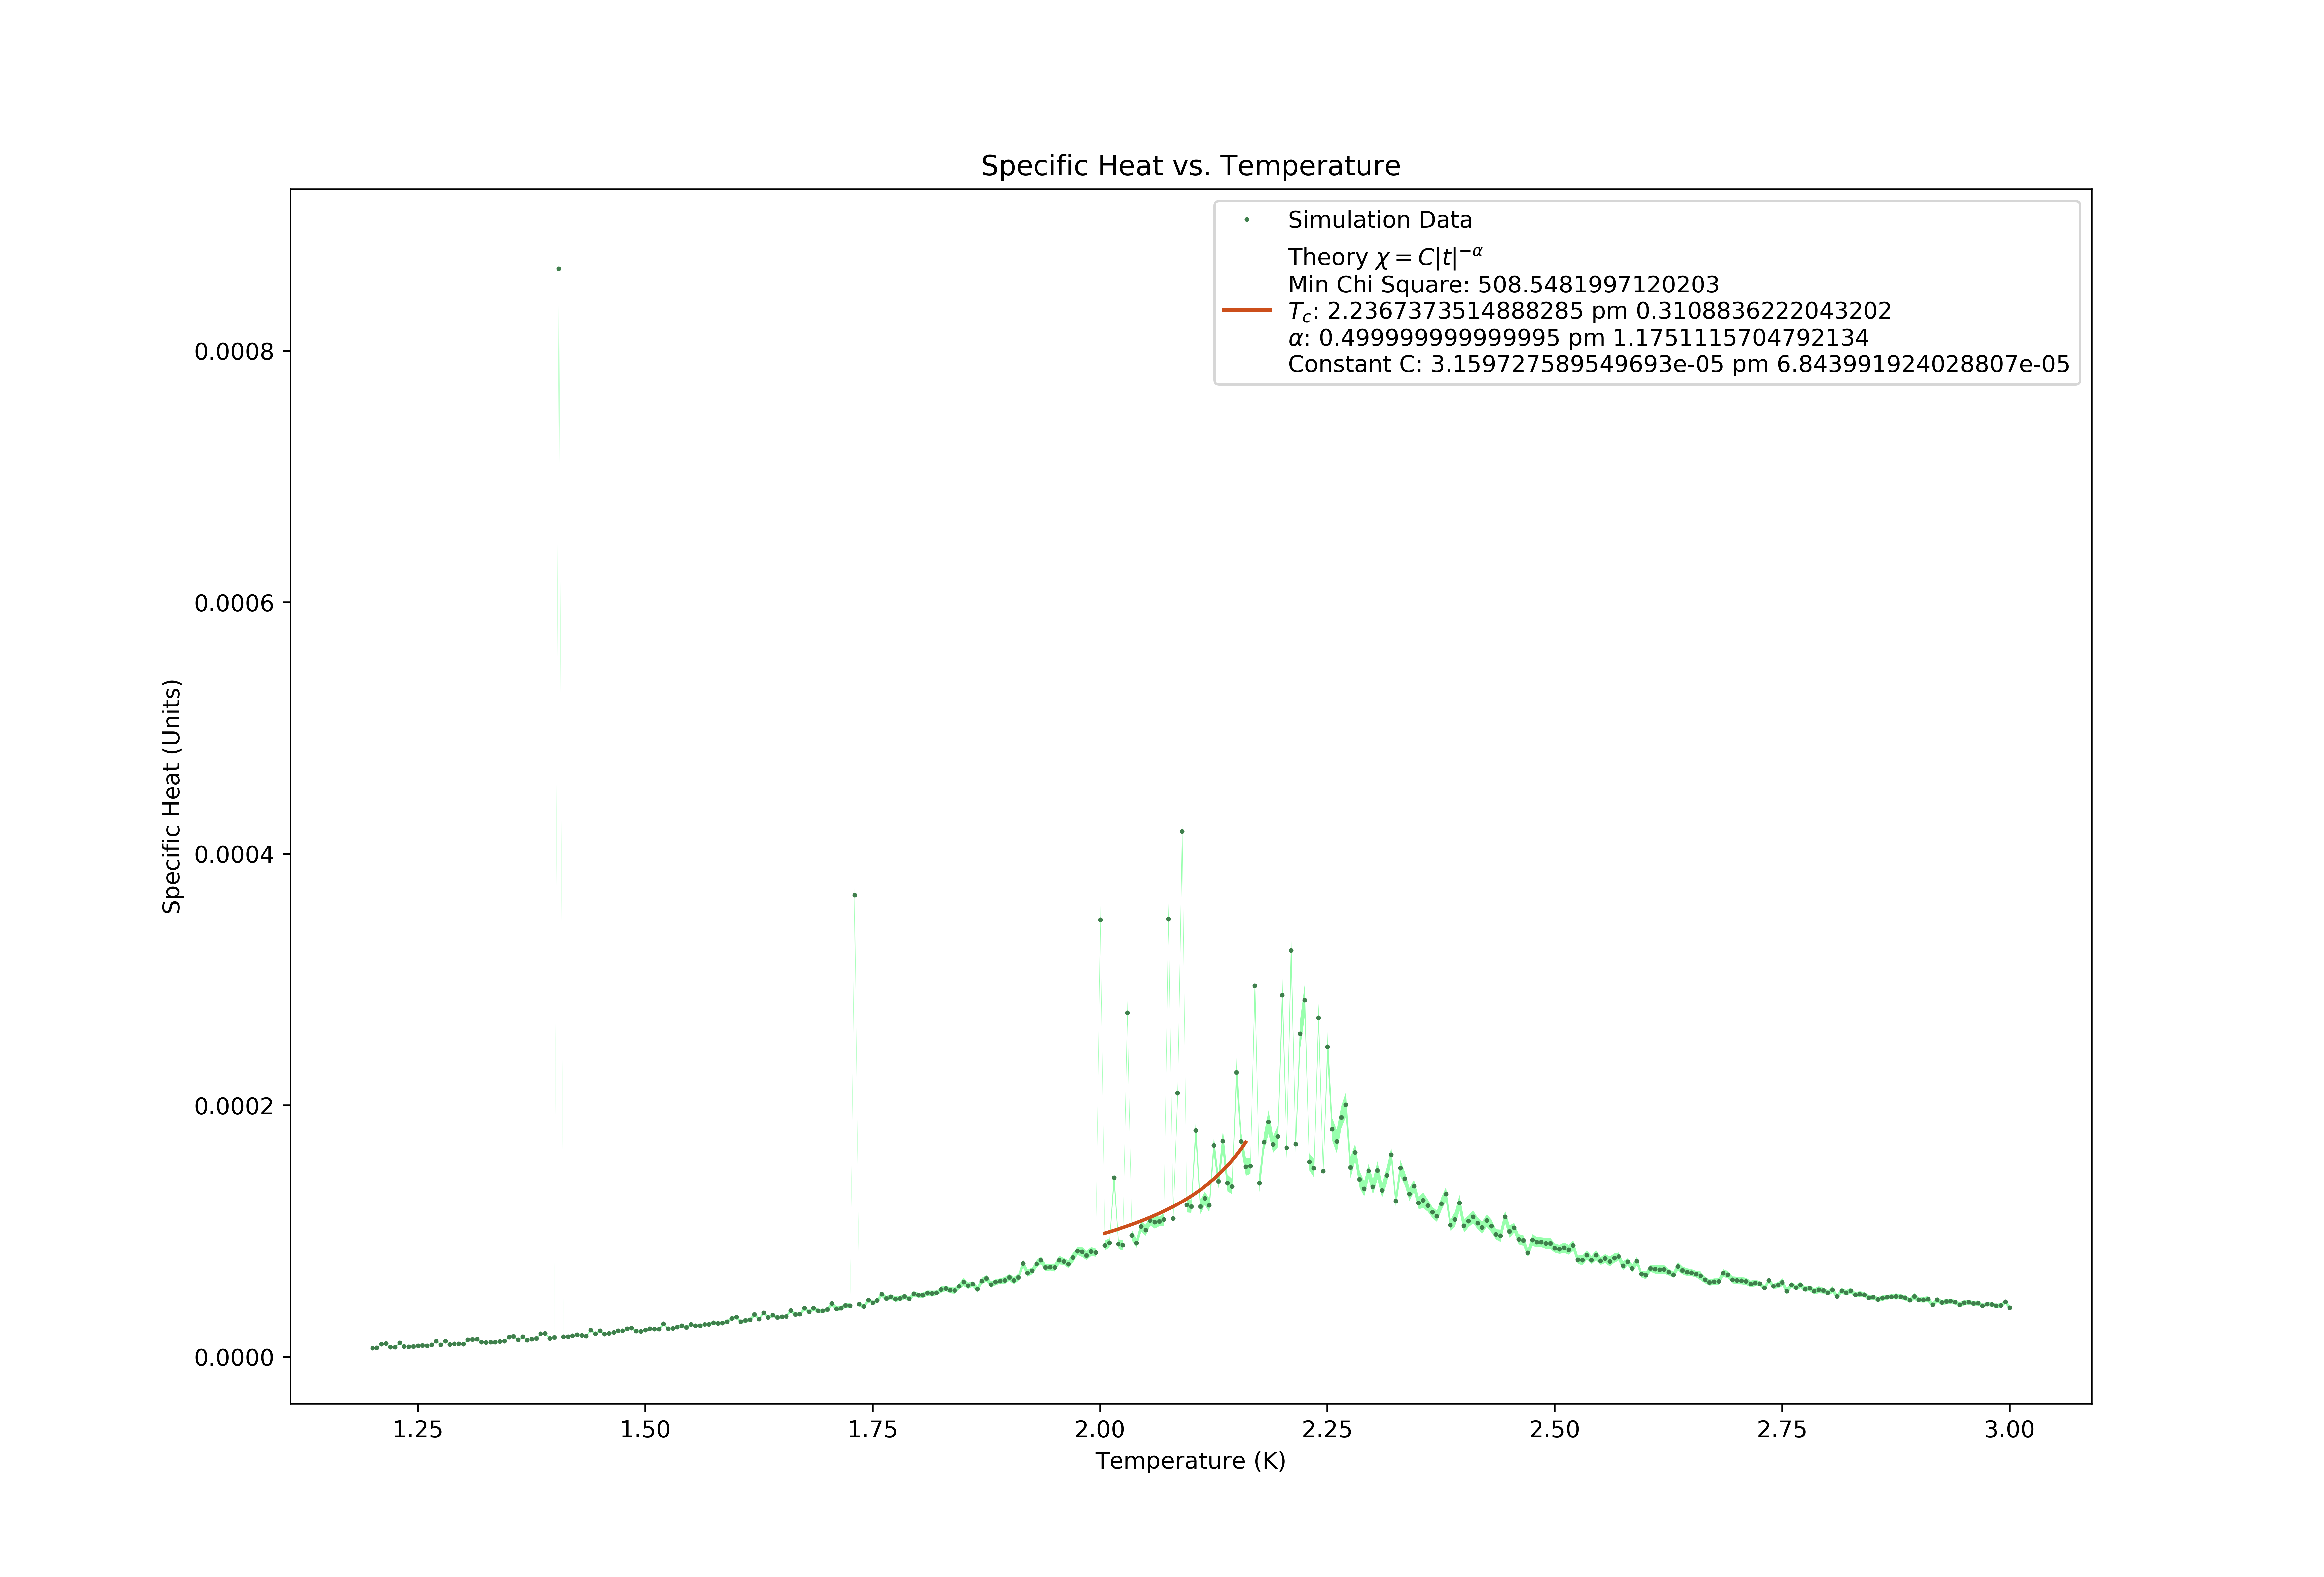 Specific Heat vs. Temperature
Simulation Data
Theory χ = C|t|^{−α}
Min Chi Square: 508.5481997120203
T_c: 2.2367373514888285 pm 0.3108836222043202
α: 0.499999999999995 pm 1.1751115704792134
Constant C: 3.159727589549693e-05 pm 6.843991924028807e-05
Specific Heat (Units)
0.0008
0.0006
0.0004
0.0002
0.0000
1.25 1.50 1.75 2.00 2.25 2.50 2.75 3.00
Temperature (K)